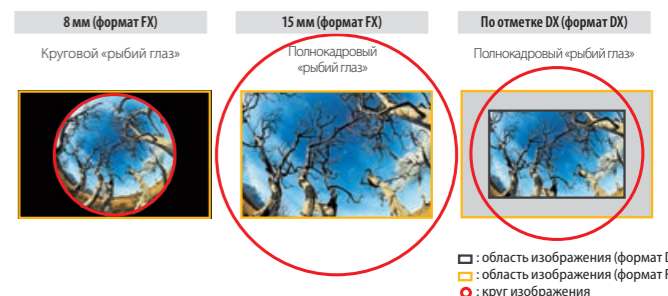 8 мм (формат FX)
Круговой «рыбий глаз»
15 мм (формат FX)
Полнокадровый
«рыбий глаз»
По отметке DX (формат DX)
Полнокадровый «рыбий глаз»
: область изображения (формат D
: область изображения (формат F
: круг изображения